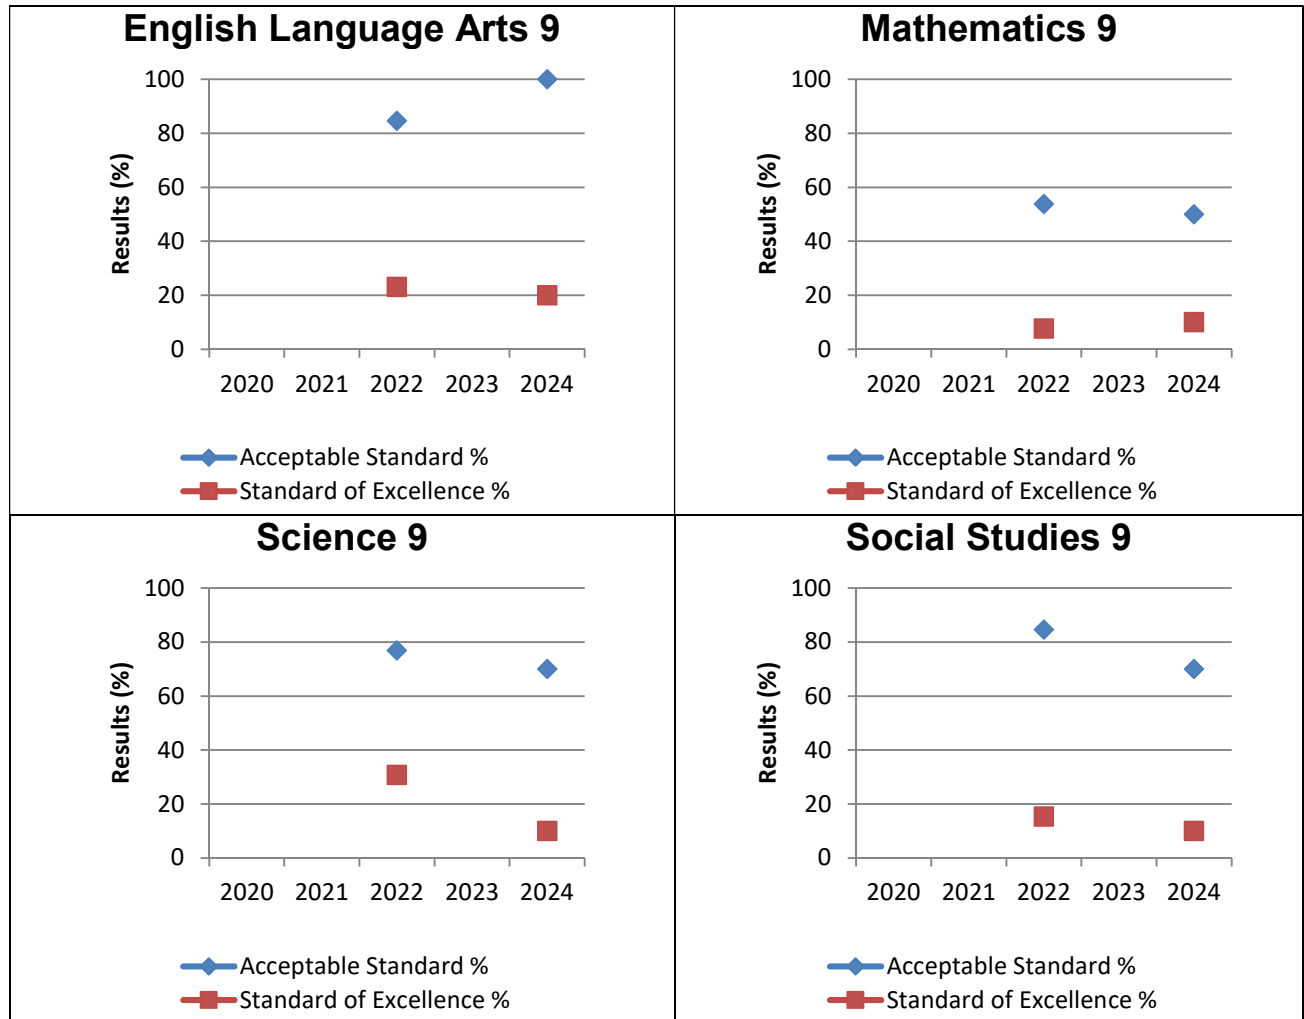 English Language Arts 9
100
80
60
40
20
0
Results (%)
2020 2021 2022 2023 2024
Acceptable Standard %
Standard of Excellence %
Mathematics 9
100
80
60
40
20
0
Results (%)
2020 2021 2022 2023 2024
Acceptable Standard %
Standard of Excellence %
Science 9
100
80
60
40
20
0
Results (%)
2020 2021 2022 2023 2024
Acceptable Standard %
Standard of Excellence %
Social Studies 9
100
80
60
40
20
0
Results (%)
2020 2021 2022 2023 2024
Acceptable Standard %
Standard of Excellence %